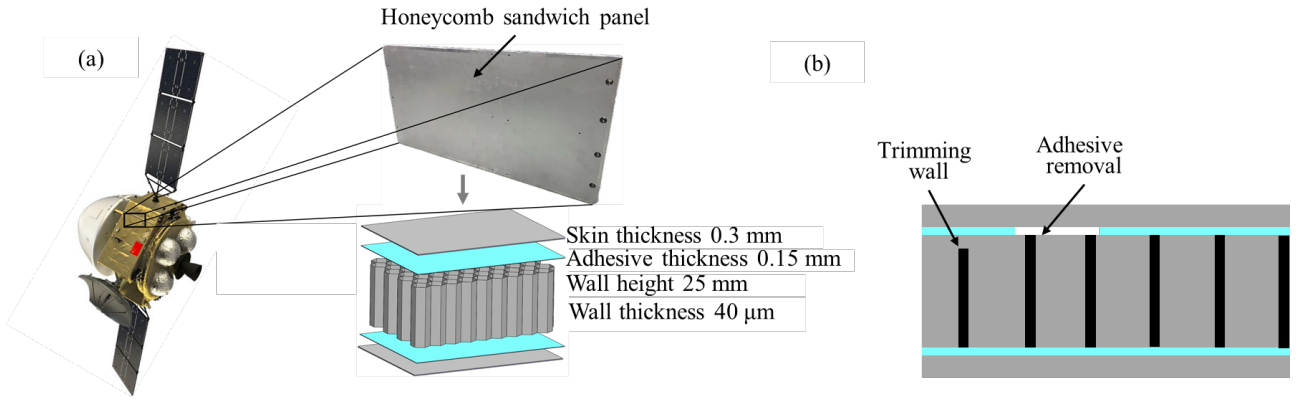 Honeycomb sandwich panel
(a)
Skin thickness 0.3 mm
Adhesive thickness 0.15 mm
Wall height 25 mm
Wall thickness 40 μm
(b)
Trimming
wall
Adhesive
removal